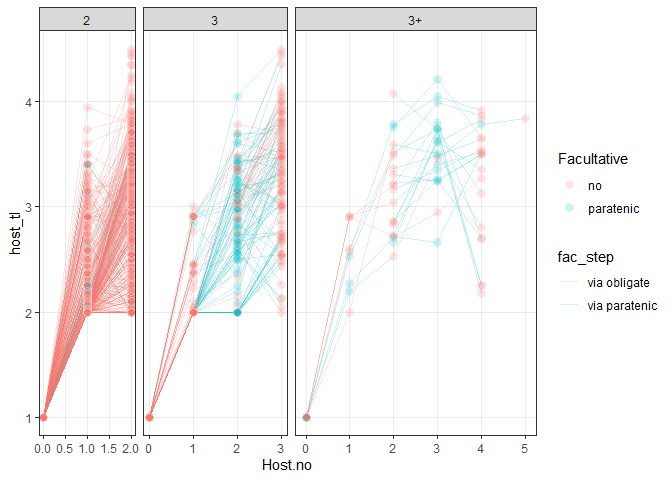 2 3 3+
4
3
2
1
host_tl
0.0 0.5 1.0 1.5 2.0 0 1 2 3 0 1 2 3 4 5
Host.no
Facultative
no
paratenic
fac_step
via obligate
via paratenic